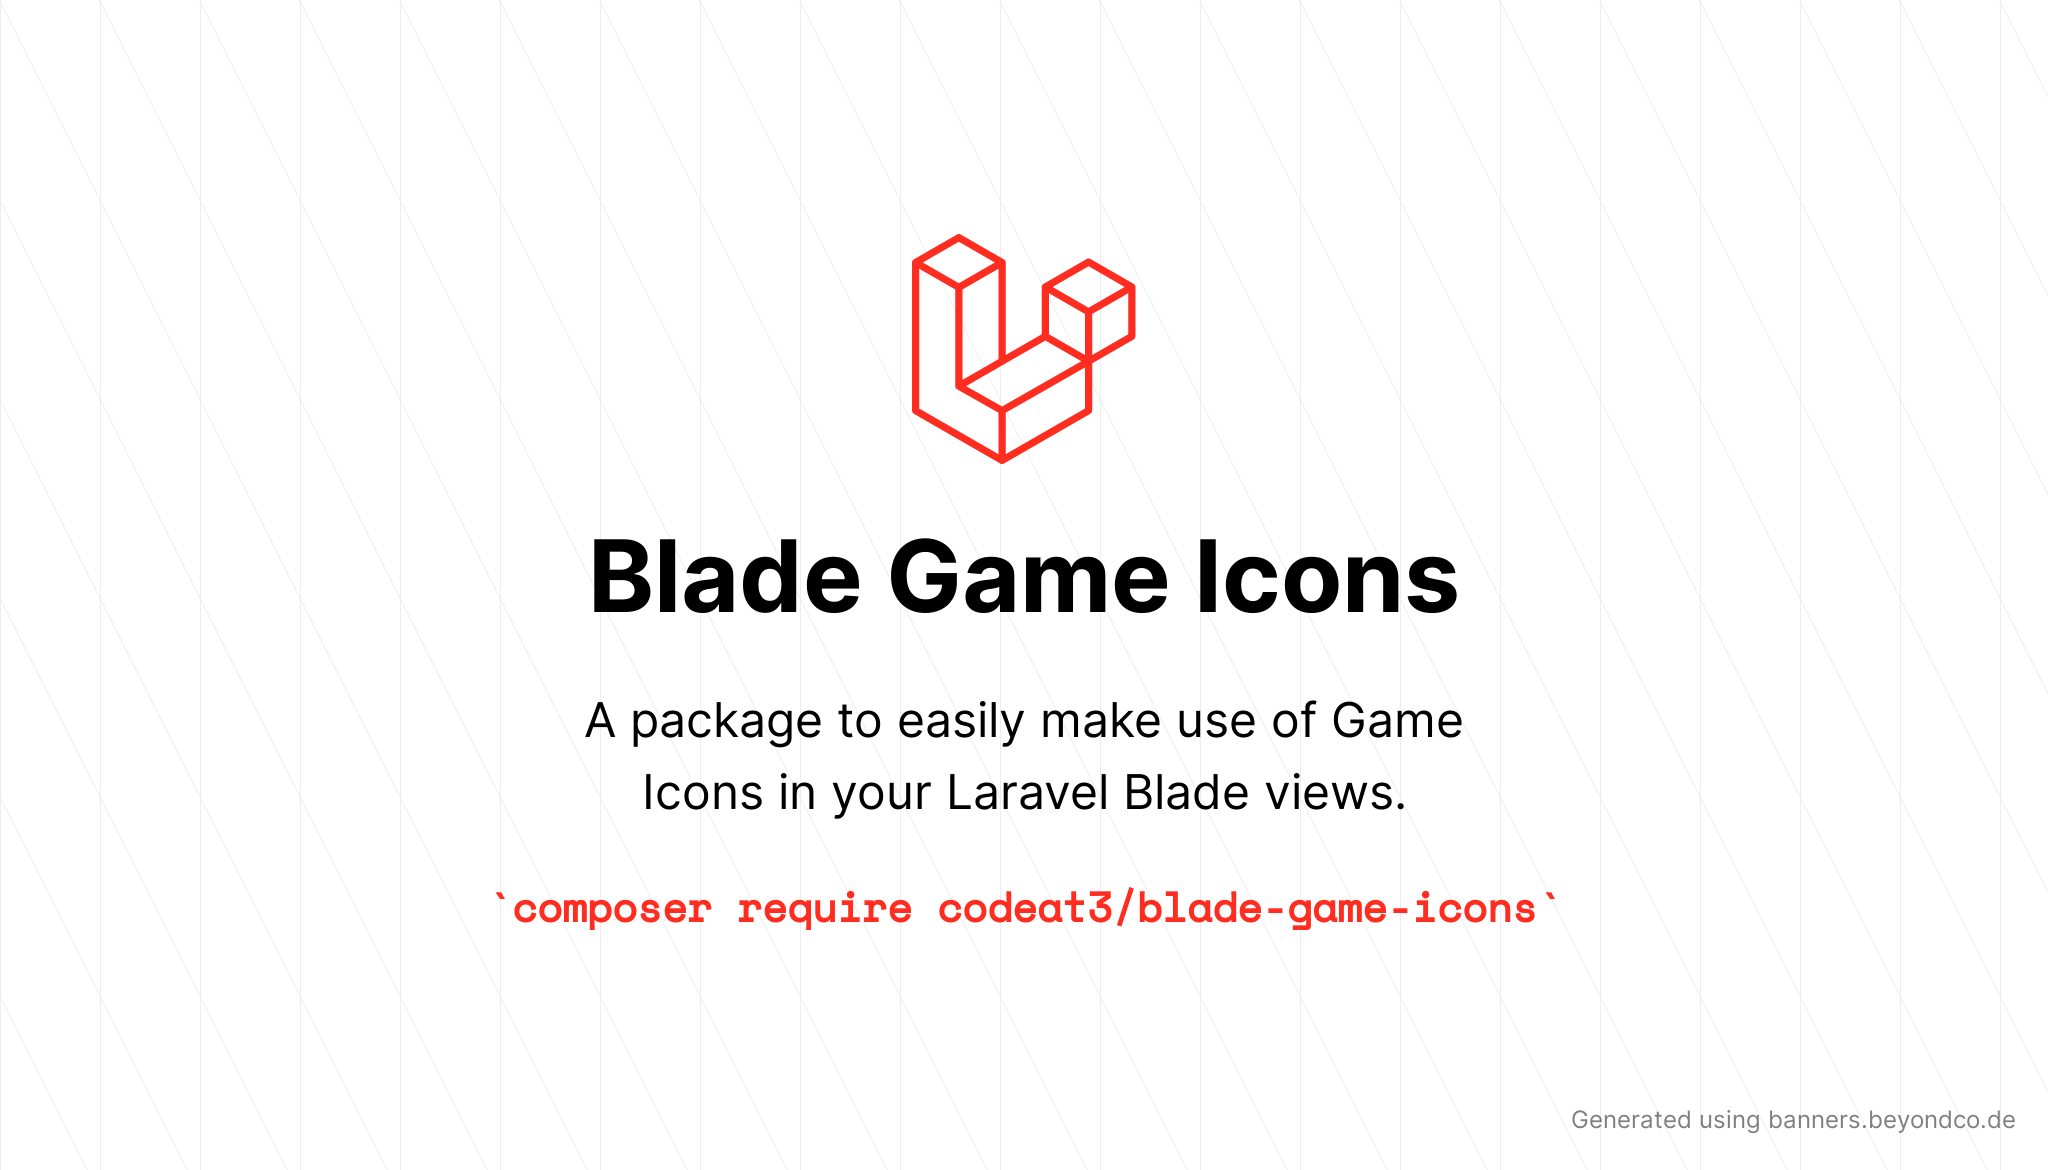 Blade Game Icons
A package to easily make use of Game
Icons in your Laravel Blade views.
`composer require codeat3/blade-game-icons`
Generated using banners.beyondco.de